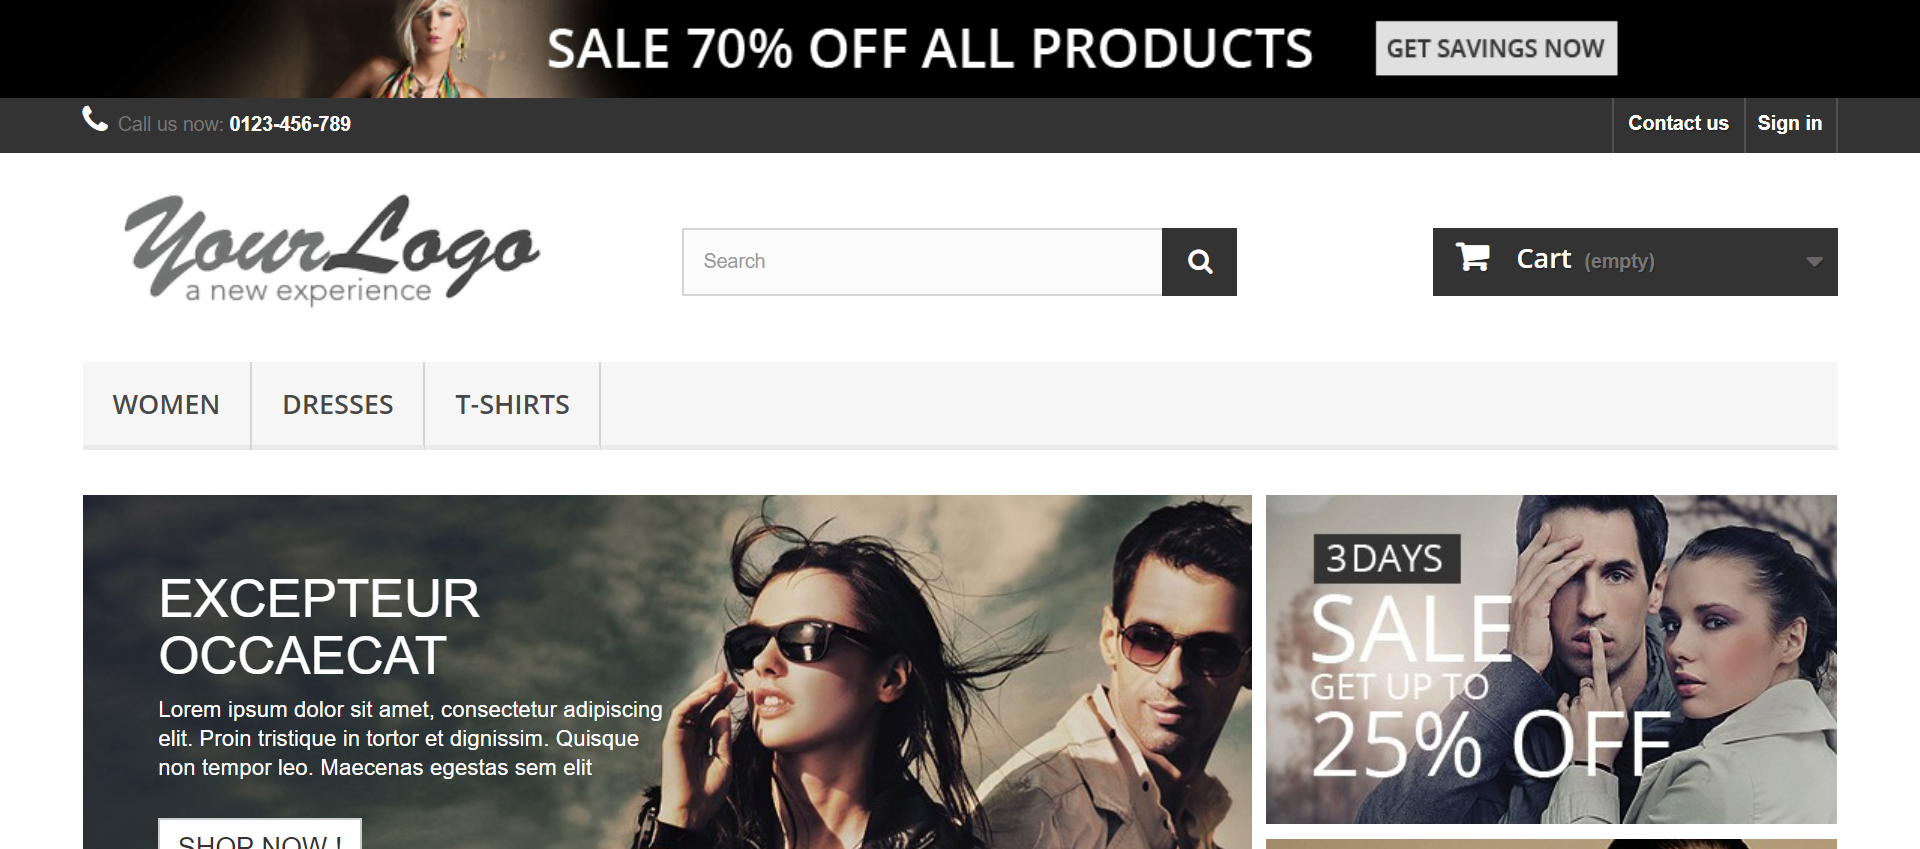 SALE 70% OFF ALL PRODUCTS
GET SAVINGS NOW
Call us now: 0123-456-789
Contact us
Sign in
YourLogo
a new experience
Search
Cart (empty)
WOMEN
DRESSES
T-SHIRTS
EXCEPTEUR
OCCAECAT
Lorem ipsum dolor sit amet, consectetur adipiscing
elit. Proin tristique in tortor et dignissim. Quisque
non tempor leo. Maecenas egestas sem elit
SHOP NOW !
3 DAYS
SALE
GET UP TO
25% OFF